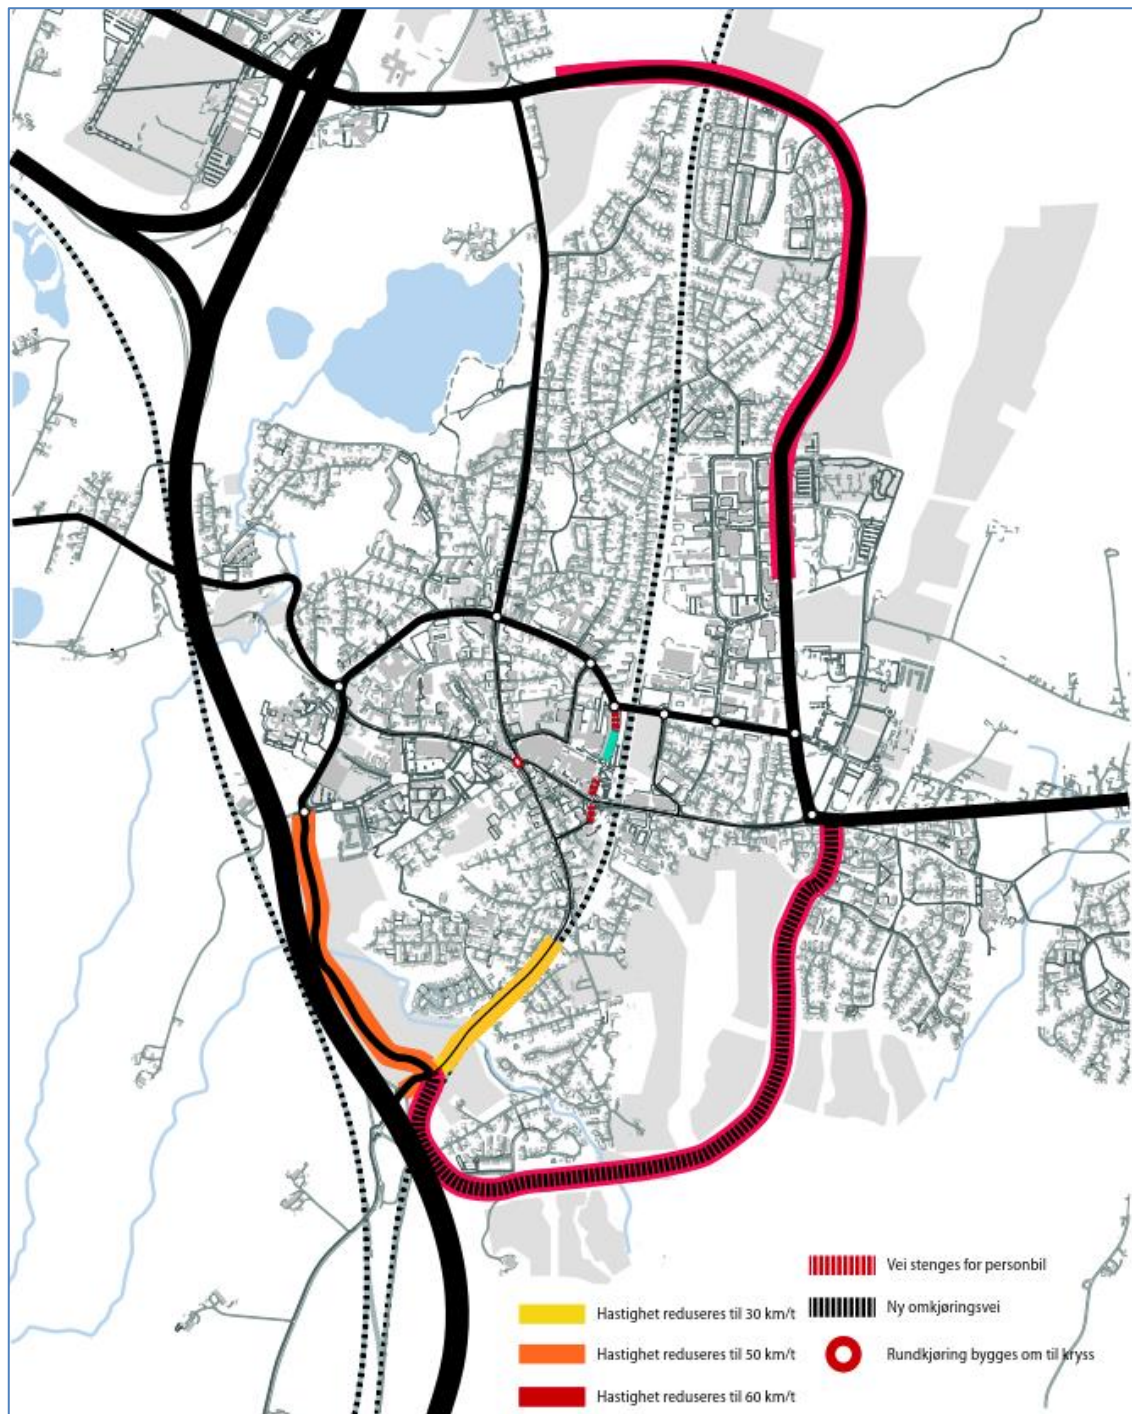 Vei stenges for personbil
Ny omkjøringsvei
Rundkjøring bygges om til kryss
Hastighet reduseres til 30 km/t
Hastighet reduseres til 50 km/t
Hastighet reduseres til 60 km/t